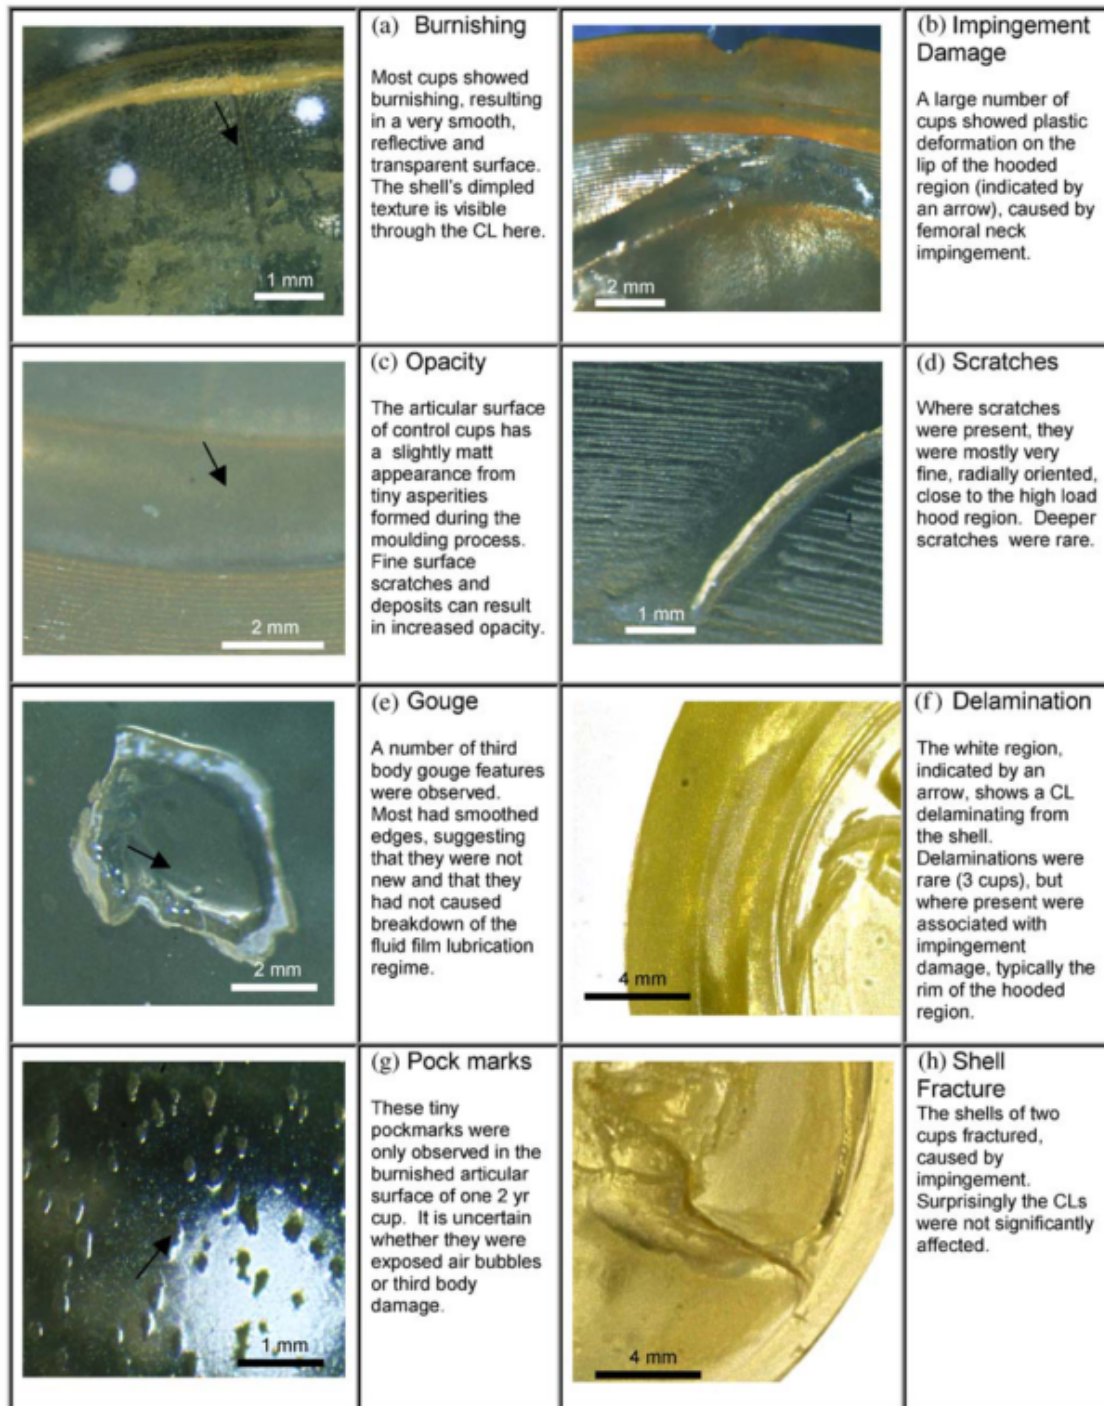 (a) Burnishing
Most cups showed
burnishing, resulting
in a very smooth,
reflective and
transparent surface.
The shell's dimpled
texture is visible
through the CL here.
1 mm
(b) Impingement
Damage
A large number of
cups showed plastic
deformation on the
lip of the hooded
region (indicated by
an arrow), caused by
femoral neck
impingement.
2 mm
(c) Opacity
The articular surface
of control cups has
a slightly matt
appearance from
tiny asperities
formed during the
moulding process.
Fine surface
scratches and
deposits can result
in increased opacity.
2 mm
(d) Scratches
Where scratches
were present, they
were mostly very
fine, radially oriented,
close to the high load
hood region. Deeper
scratches were rare.
1 mm
(e) Gouge
A number of third
body gouge features
were observed.
Most had smoothed
edges, suggesting
that they were not
new and that they
had not caused
breakdown of the
fluid film lubrication
regime.
2 mm
(f) Delamination
The white region,
indicated by an
arrow, shows a CL
delaminating from
the shell.
Delaminations were
rare (3 cups), but
where present were
associated with
impingement
damage, typically the
rim of the hooded
region.
4 mm
(g) Pock marks
These tiny
pockmarks were
only observed in the
burnished articular
surface of one 2 yr
cup. It is uncertain
whether they were
exposed air bubbles
or third body
damage.
1 mm
(h) Shell
Fracture
The shells of two
cups fractured,
caused by
impingement.
Surprisingly the CLs
were not significantly
affected.
4 mm